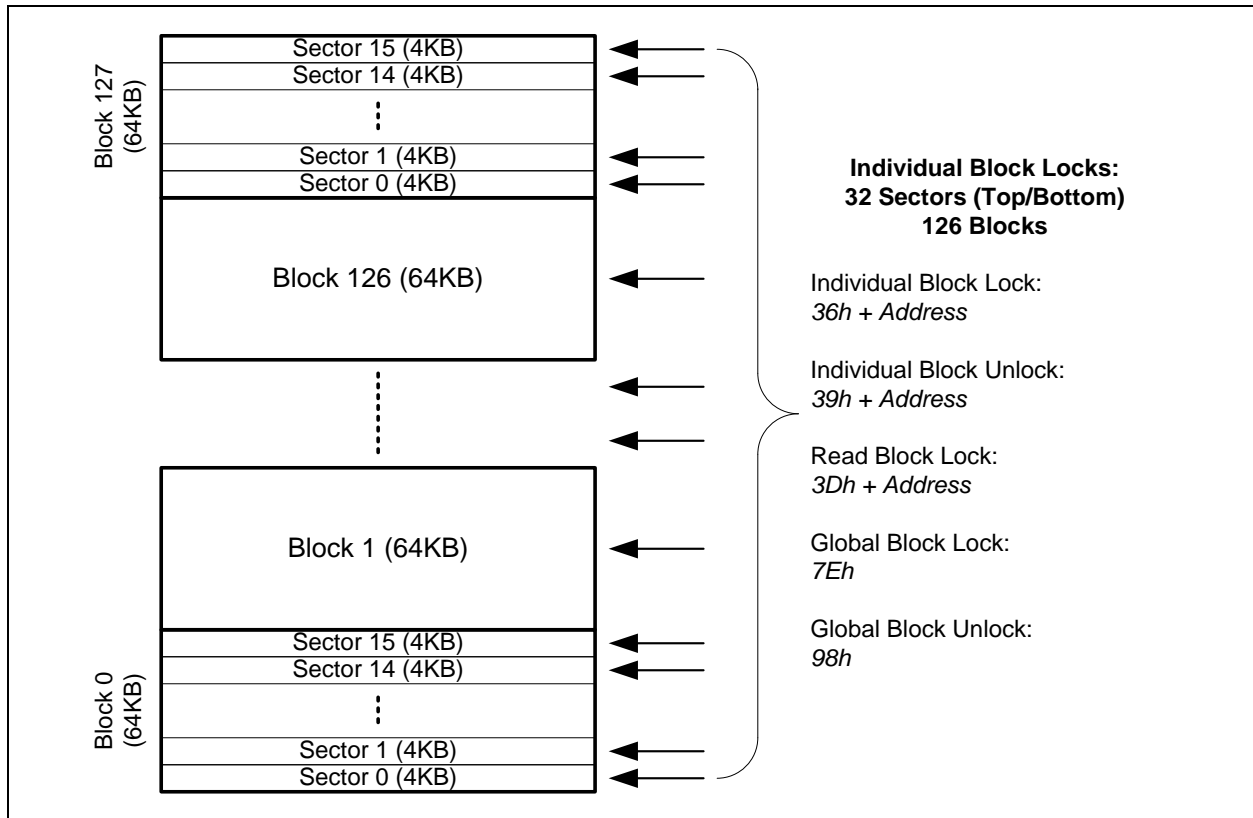 Block 127
(64KB)
Sector 15 (4KB)
Sector 14 (4KB)
Sector 1 (4KB)
Sector 0 (4KB)
Block 126 (64KB)
Block 1 (64KB)
Block 0
(64KB)
Sector 15 (4KB)
Sector 14 (4KB)
Sector 1 (4KB)
Sector 0 (4KB)
Individual Block Locks:
32 Sectors (Top/Bottom)
126 Blocks
Individual Block Lock:
36h + Address
Individual Block Unlock:
39h + Address
Read Block Lock:
3Dh + Address
Global Block Lock:
7Eh
Global Block Unlock:
98h